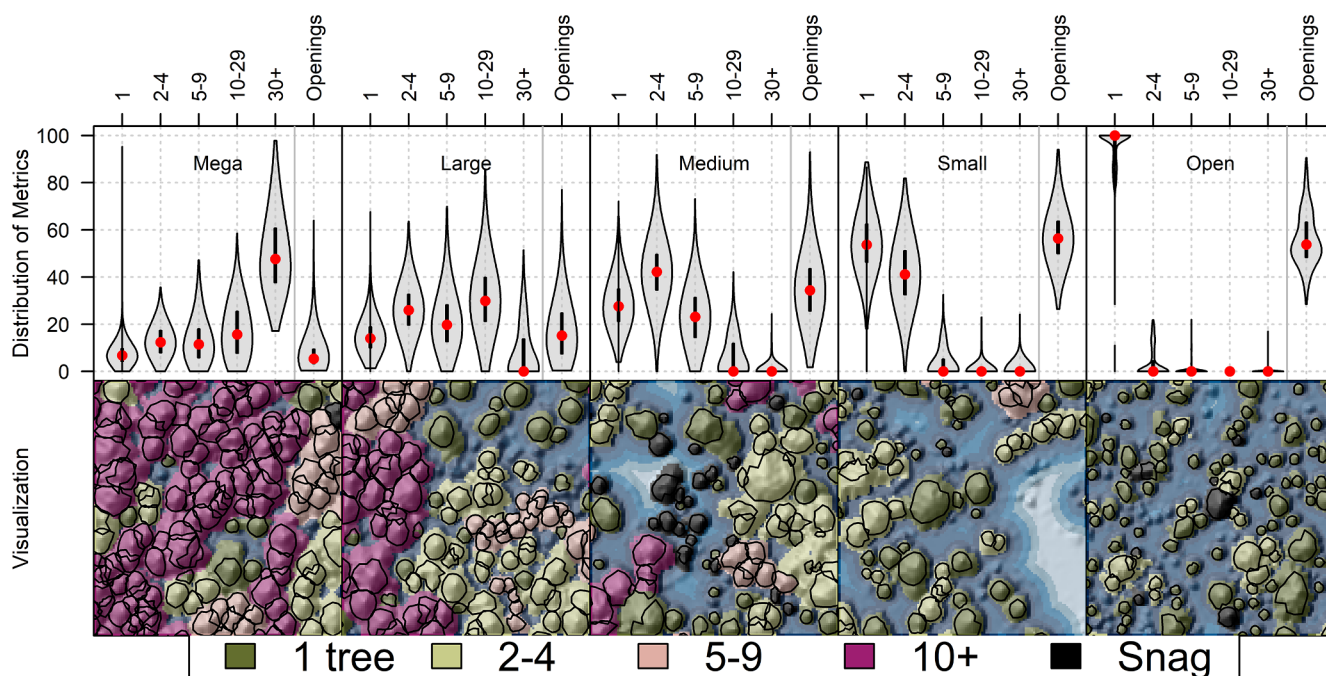 1 2-4 5-9 10-29 30+ Openings 1 2-4 5-9 10-29 30+ Openings 1 2-4 5-9 10-29 30+ Openings 1 2-4 5-9 10-29 30+ Openings 1 2-4 5-9 10-29 30+ Openings
Distribution of Metrics
100
80
60
40
20
0
Mega Large Medium Small Open
Visualization
1 tree 2-4 5-9 10+ Snag